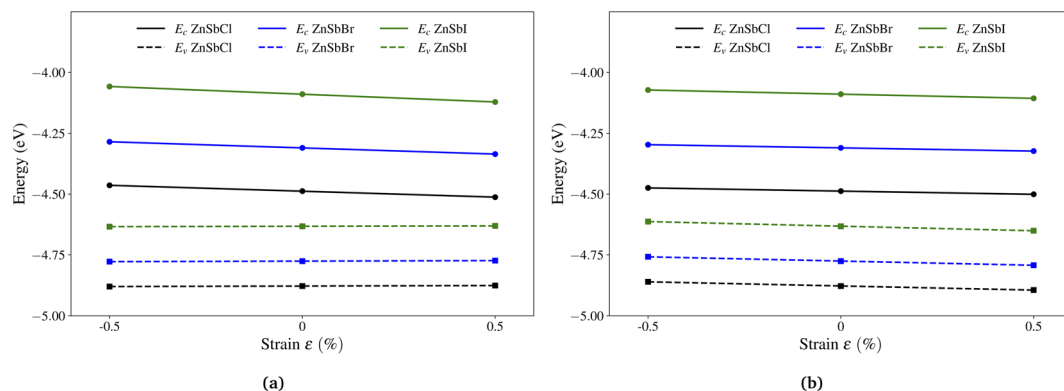 E_c ZnSbCl E_c ZnSbBr E_c ZnSbI
E_v ZnSbCl E_v ZnSbBr E_v ZnSbI
−4.00
−4.25
−4.50
−4.75
−5.00
Energy (eV)
-0.5 0 0.5
Strain ε (%)
(a)
E_c ZnSbCl E_c ZnSbBr E_c ZnSbI
E_v ZnSbCl E_v ZnSbBr E_v ZnSbI
−4.00
−4.25
−4.50
−4.75
−5.00
Energy (eV)
-0.5 0 0.5
Strain ε (%)
(b)